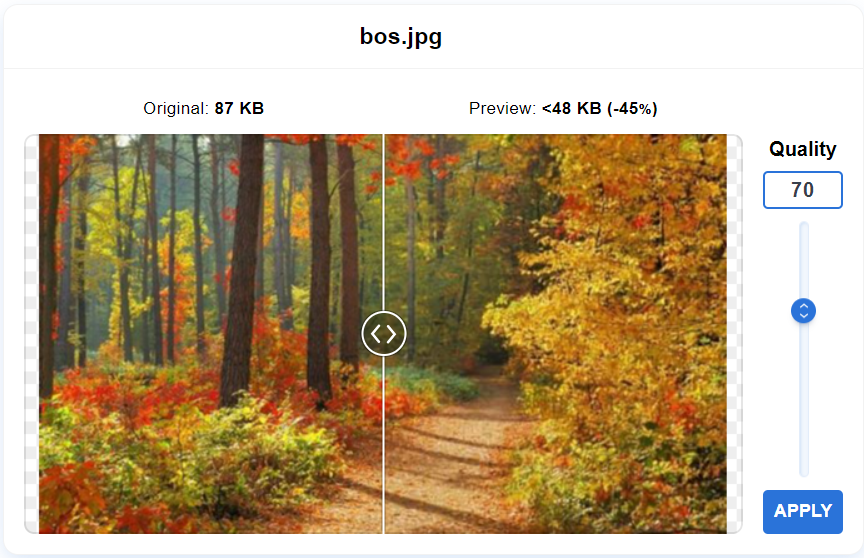 bos.jpg
Original: 87 KB
Preview: <48 KB (-45%)
Quality
70
APPLY